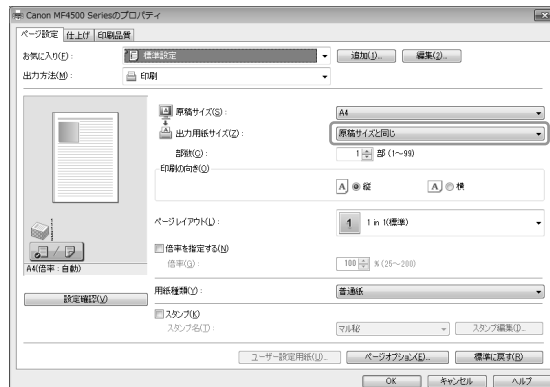 Canon MF4500 Seriesのプロパティ
ページ設定 仕上げ 印刷品質
お気に入り(F): 標準設定 追加(1)... 編集(2)...
出力方法(M): 印刷
原稿サイズ(S): A4
出力用紙サイズ(Z): 原稿サイズと同じ
部数(C): 1 部 (1~99)
印刷の向き(O)
A 縦 A 横
ページレイアウト(L): 1 1 in 1(標準)
倍率を指定する(N)
倍率(G): 100 % (25~200)
A4(倍率:自動)
用紙種類(Y): 普通紙
設定確認(V)
スタンプ(K)
スタンプ名(T): マル秘 スタンプ編集(I)...
ユーザー設定用紙(U)... ページオプション(E)... 標準に戻す(R)
OK キャンセル ヘルプ